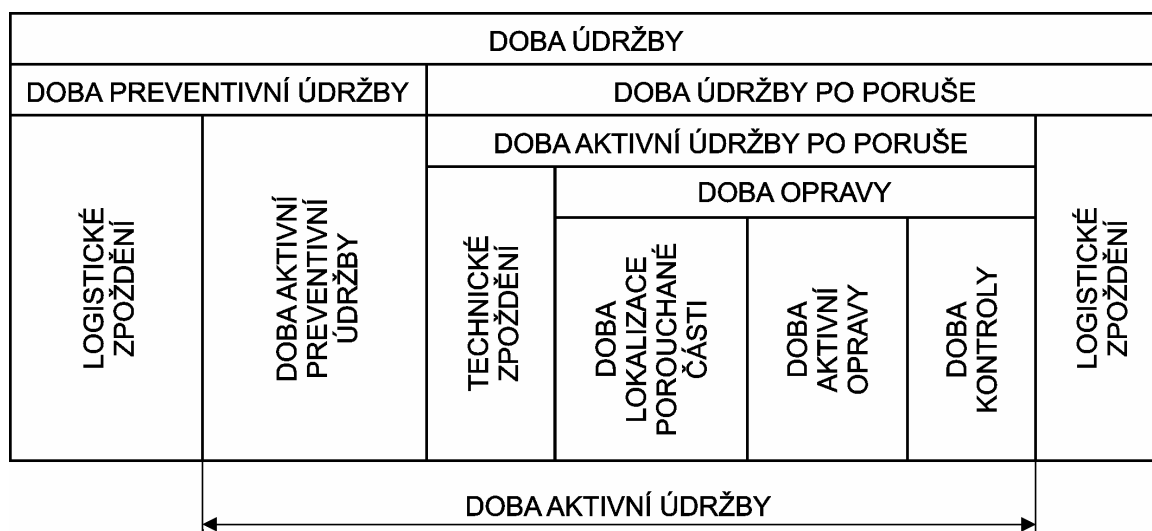 DOBA ÚDRŽBY
DOBA PREVENTIVNÍ ÚDRŽBY
DOBA ÚDRŽBY PO PORUŠE
DOBA AKTIVNÍ ÚDRŽBY PO PORUŠE
DOBA OPRAVY
LOGISTICKÉ
ZPOŽDĚNÍ
DOBA AKTIVNÍ
PREVENTIVNÍ
ÚDRŽBY
TECHNICKÉ
ZPOŽDĚNÍ
DOBA
LOKALIZACE
POROUCHANÉ
ČÁSTI
DOBA
AKTIVNÍ
OPRAVY
DOBA
KONTROLY
LOGISTICKÉ
ZPOŽDĚNÍ
DOBA AKTIVNÍ ÚDRŽBY